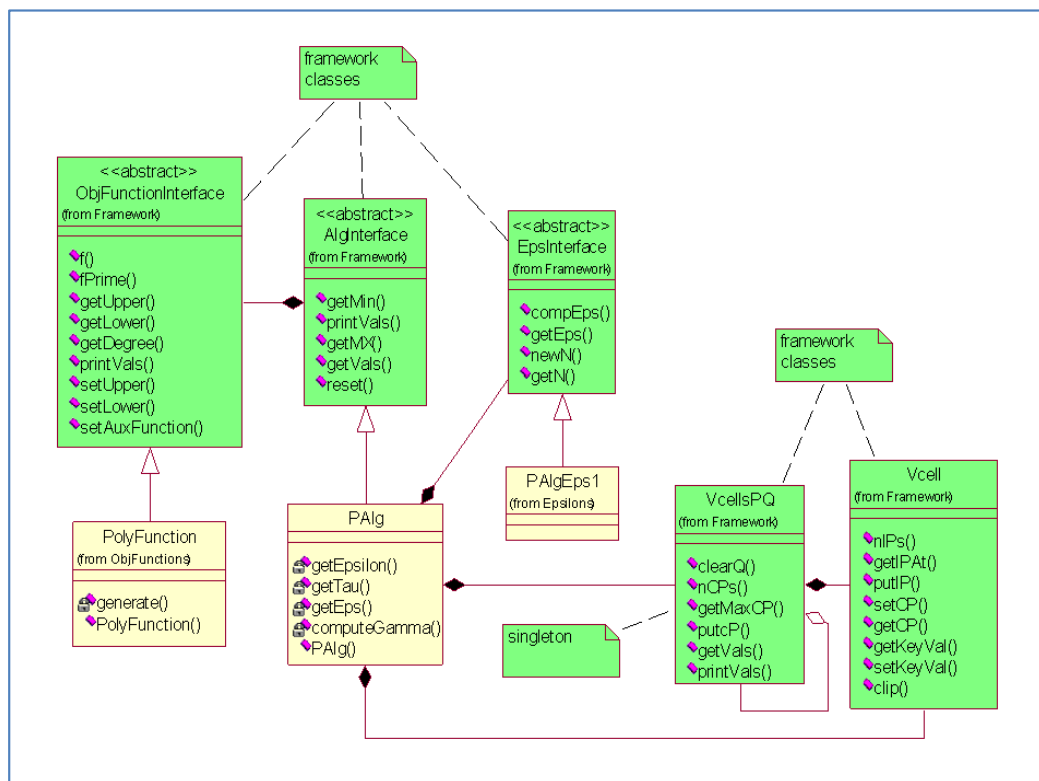 framework
classes
<<abstract>>
ObjFunctionInterface
(from Framework)
f()
fPrime()
getUpper()
getLower()
getDegree()
printVals()
setUpper()
setLower()
setAuxFunction()
<<abstract>>
AlgInterface
(from Framework)
getMin()
printVals()
getMX()
getVals()
reset()
<<abstract>>
EpsInterface
(from Framework)
compEps()
getEps()
newN()
getN()
framework
classes
PolyFunction
(from ObjFunctions)
generate()
PolyFunction()
PAlg
getEpsilon()
getTau()
getEps()
computeGamma()
PAlg()
PAlgEps1
(from Epsilons)
singleton
VcellsPQ
(from Framework)
clearQ()
nCPs()
getMaxCP()
putcP()
getVals()
printVals()
Vcell
(from Framework)
nIPs()
getIPAt()
putIP()
setCP()
getCP()
getKeyVal()
setKeyVal()
clip()